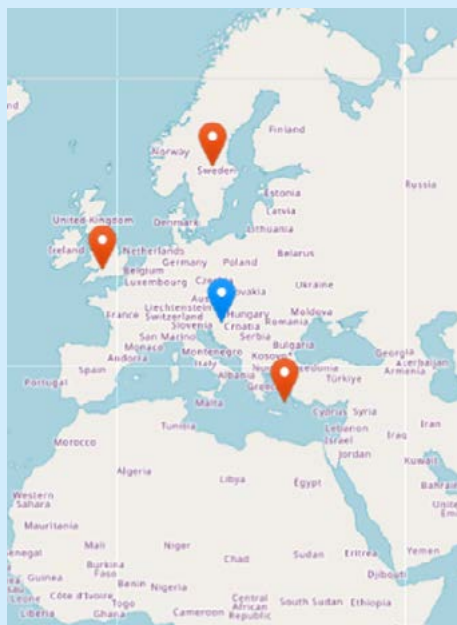 Finland
Norway
Sweden
Russia
Estonia
Latvia
United Kingdom
Denmark
Lithuania
Ireland
Netherlands
Belarus
Germany
Poland
Belgium
Luxembourg
Ukraine
Liechtenstein
Hungary
Moldova
France
Switzerland
Romania
Slovenia
Croatia
San Marino
Serbia
Monaco
Bulgaria
Montenegro
Georgia
Andorra
Kosovo
Italy
Azerbaijan
Spain
Albania
Armenia
Portugal
Türkiye
Malta
Cyprus
Syria
Tunisia
Lebanon
Iran
Israel
Iraq
Morocco
Jordan
Kuwait
Algeria
Libya
Egypt
Western
Sahara
Mauritania
Mali
Niger
Chad
Sudan
Eritrea
Yemen
Burkina
Faso
Djibouti
Guinea
Benin
Nigeria
Côte d'Ivoire
Togo
Central
African
Republic
South Sudan
Ethiopia
Liberia
Ghana
Cameroon